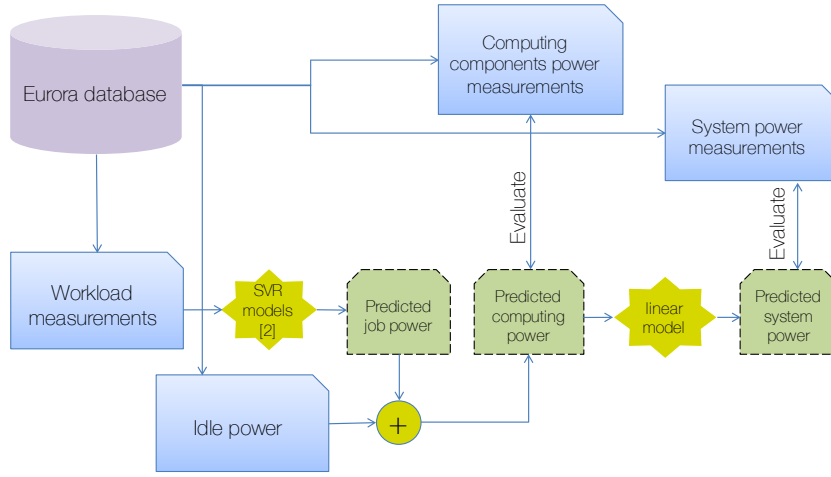 Computing
components power
measurements
Eurora database
System power
measurements
Evaluate
Evaluate
Workload
measurements
SVR
models
[2]
Predicted
job power
Predicted
computing
power
linear
model
Predicted
system
power
Idle power
+